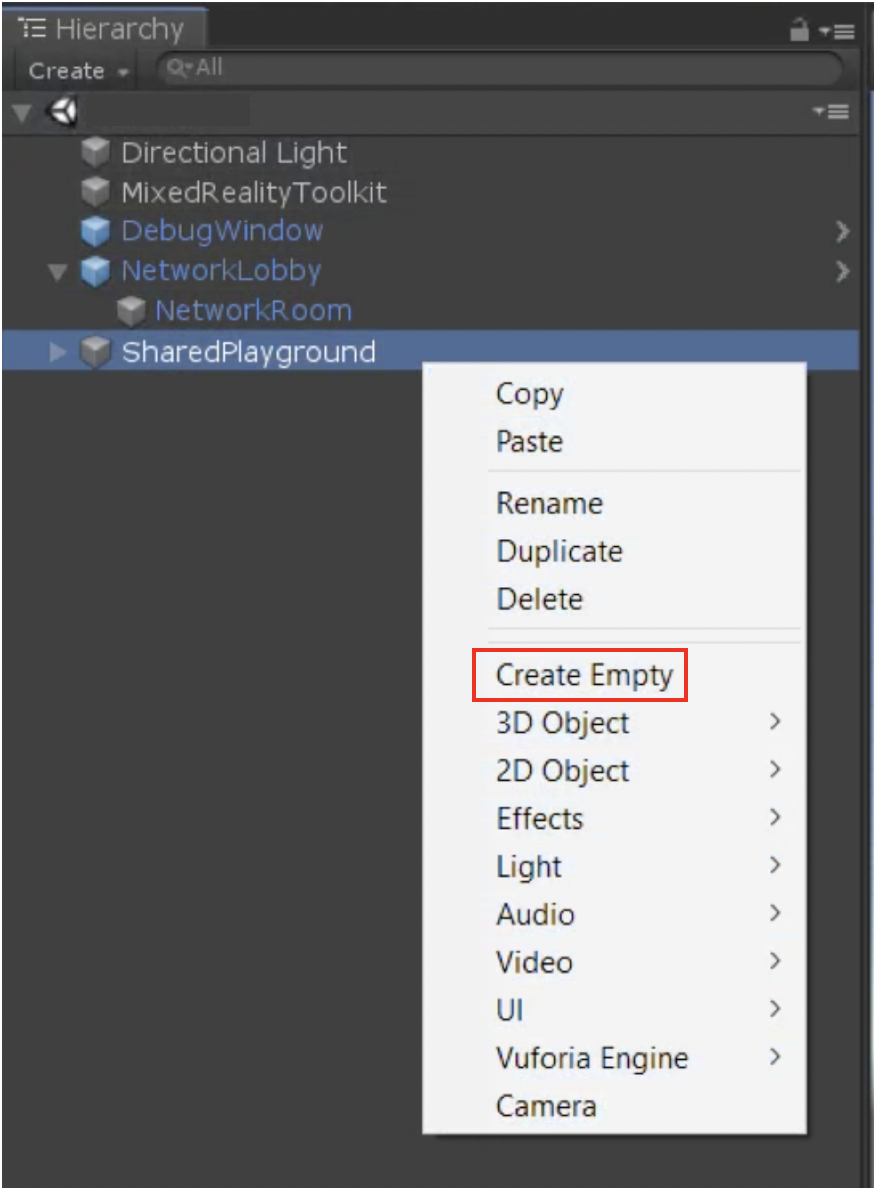 Hierarchy
Create
All
Directional Light
MixedRealityToolkit
DebugWindow
NetworkLobby
NetworkRoom
SharedPlayground
Copy
Paste
Rename
Duplicate
Delete
Create Empty
3D Object
2D Object
Effects
Light
Audio
Video
UI
Vuforia Engine
Camera